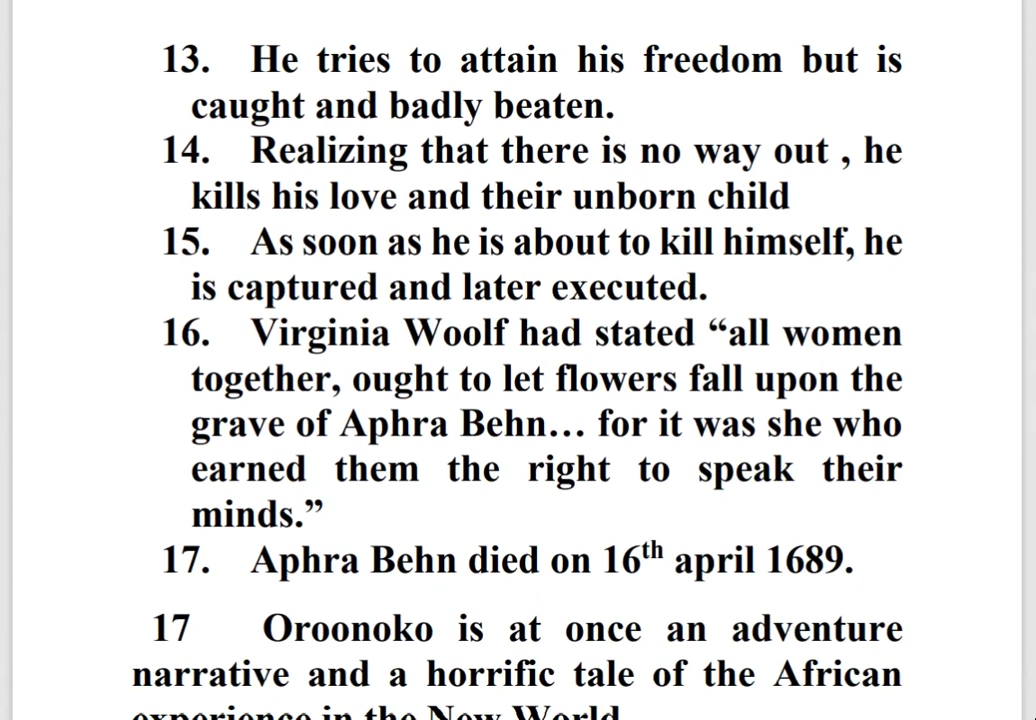 13. He tries to attain his freedom but is
caught and badly beaten.
14. Realizing that there is no way out , he
kills his love and their unborn child
15. As soon as he is about to kill himself, he
is captured and later executed.
16. Virginia Woolf had stated “all women
together, ought to let flowers fall upon the
grave of Aphra Behn… for it was she who
earned them the right to speak their
minds.”
17. Aphra Behn died on 16th april 1689.
17 Oroonoko is at once an adventure
narrative and a horrific tale of the African
experience in the New World